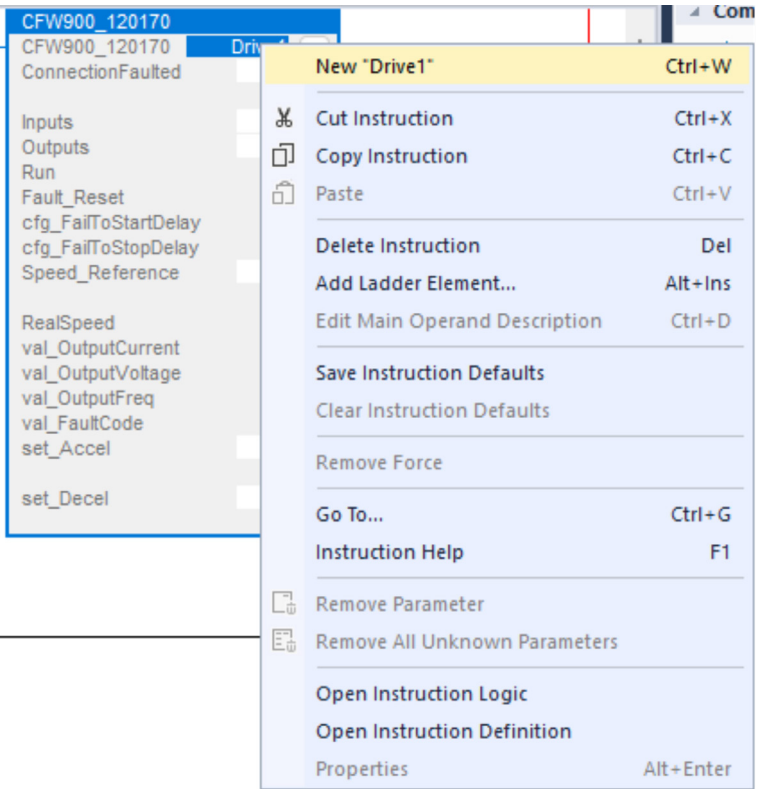 CFW900_120170
CFW900_120170
ConnectionFaulted
Inputs
Outputs
Run
Fault_Reset
cfg_FailToStartDelay
cfg_FailToStopDelay
Speed_Reference
RealSpeed
val_OutputCurrent
val_OutputVoltage
val_OutputFreq
val_FaultCode
set_Accel
set_Decel
New "Drive1" Ctrl+W
Cut Instruction Ctrl+X
Copy Instruction Ctrl+C
Paste Ctrl+V
Delete Instruction Del
Add Ladder Element... Alt+Ins
Edit Main Operand Description Ctrl+D
Save Instruction Defaults
Clear Instruction Defaults
Remove Force
Go To... Ctrl+G
Instruction Help F1
Remove Parameter
Remove All Unknown Parameters
Open Instruction Logic
Open Instruction Definition
Properties Alt+Enter